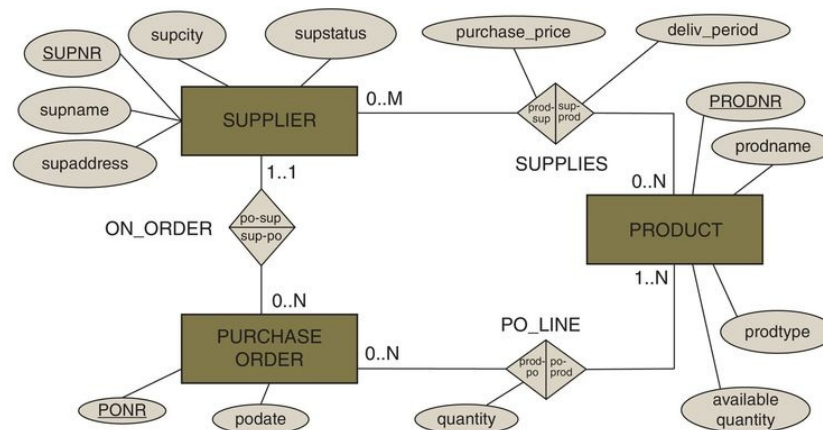 supcity
supstatus
purchase_price
deliv_period
SUPNR
0..M
prod-
sup
sup-
prod
PRODNR
supname
SUPPLIER
SUPPLIES
prodname
supaddress
1..1
0..N
ON_ORDER
po-sup
sup-po
PRODUCT
0..N
1..N
PURCHASE
ORDER
0..N
PO_LINE
prod-
po
po-
prod
prodtype
PONR
podate
quantity
available
quantity